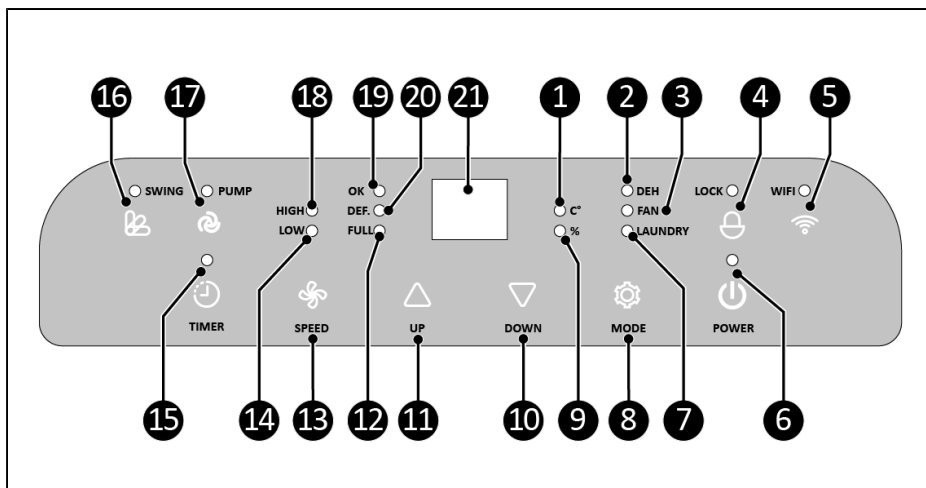 16 17 18 19 20 21 1 2 3 4 5
SWING PUMP OK DEH LOCK WIFI
HIGH DEF. C° FAN
LOW FULL % LAUNDRY
TIMER SPEED UP DOWN MODE POWER
15 14 13 12 11 10 9 8 7 6